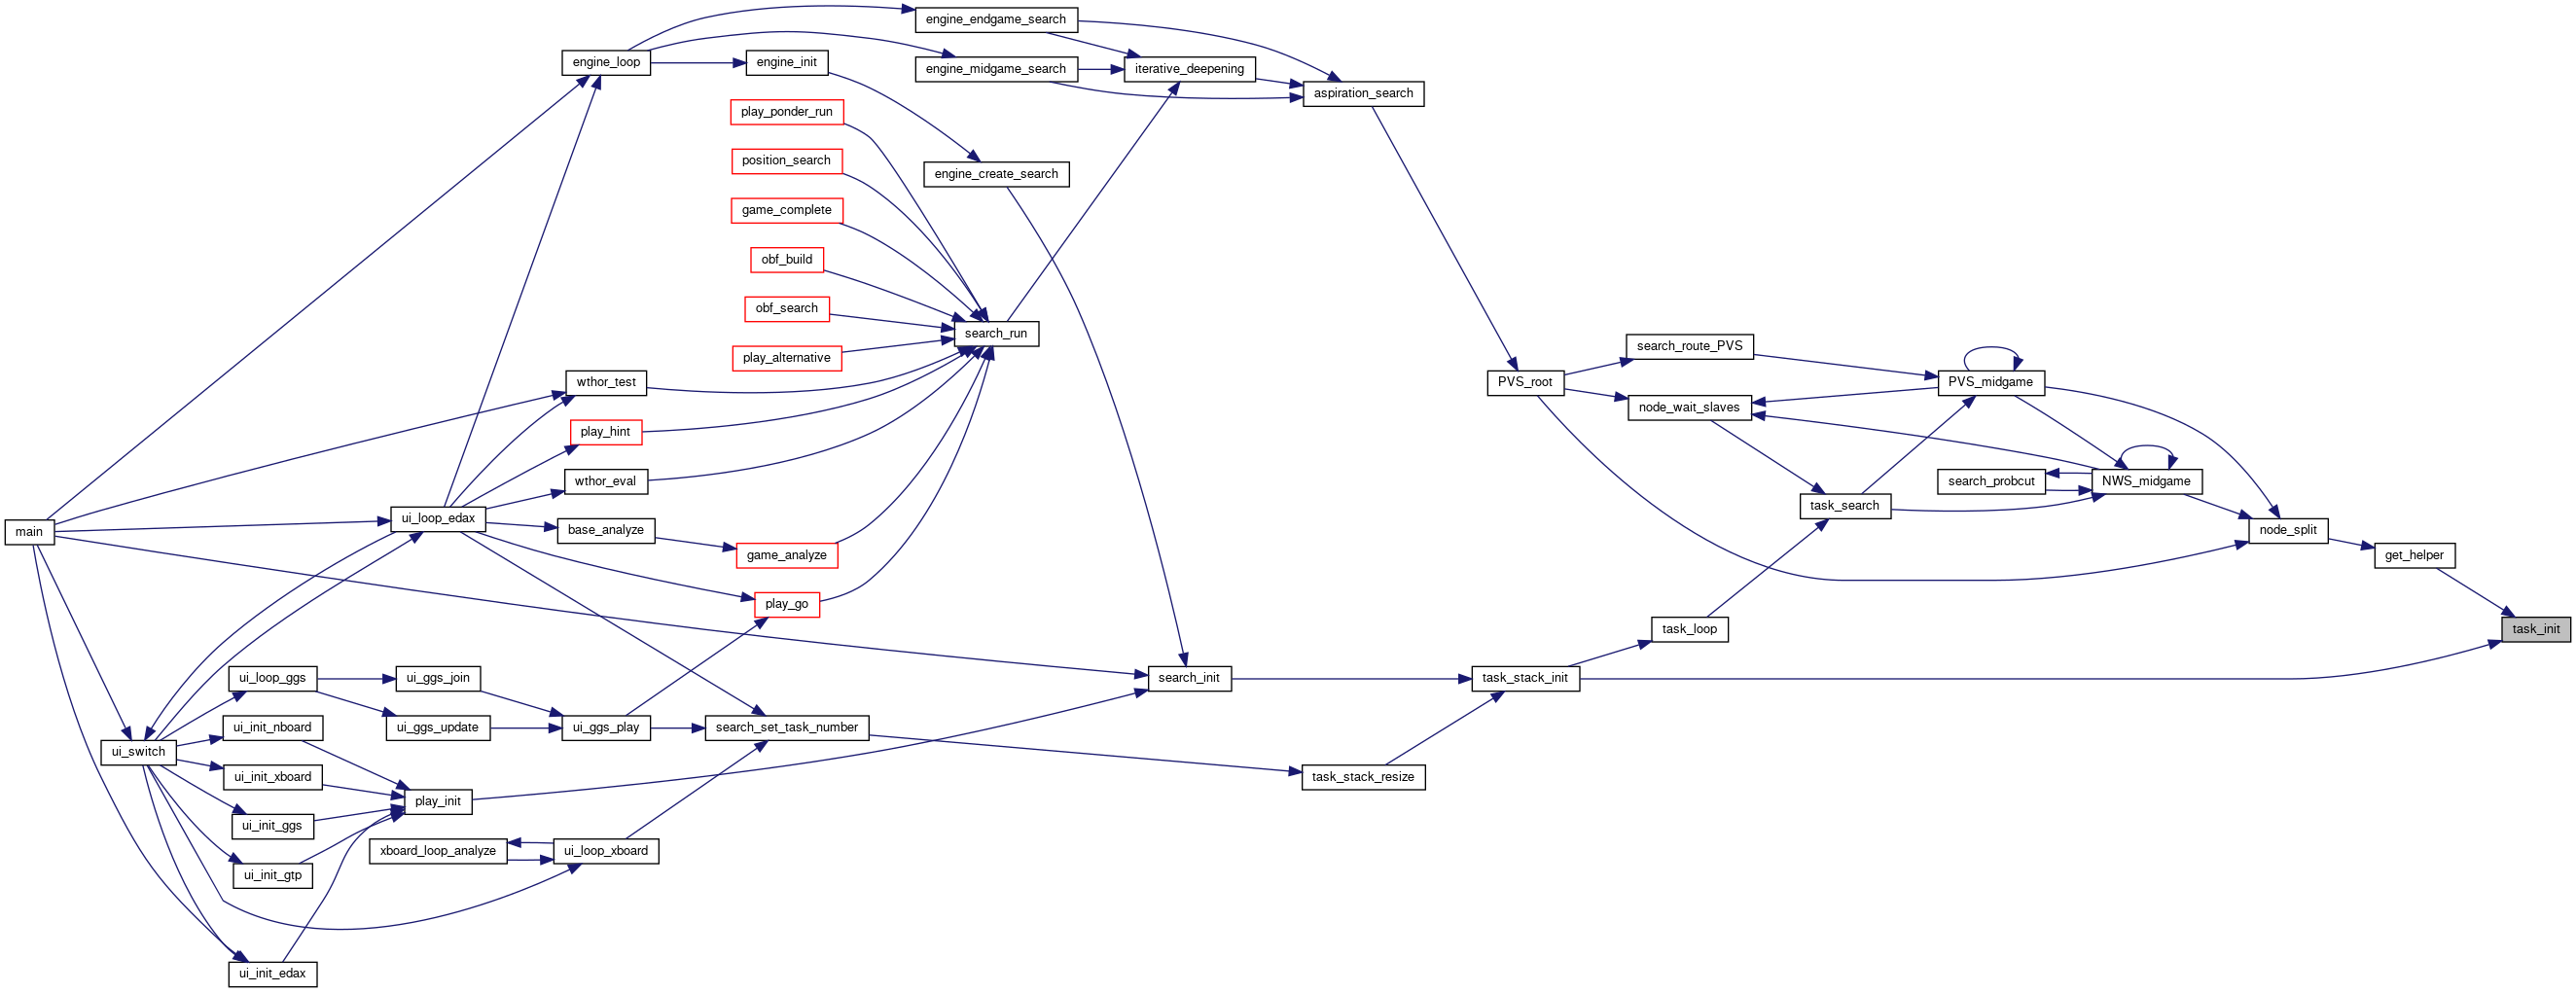 engine_endgame_search
engine_loop
engine_init
engine_midgame_search
iterative_deepening
aspiration_search
play_ponder_run
position_search
engine_create_search
game_complete
obf_build
obf_search
search_run
play_alternative
search_route_PVS
wthor_test
PVS_root
PVS_midgame
node_wait_slaves
play_hint
wthor_eval
search_probcut
NWS_midgame
task_search
main
ui_loop_edax
base_analyze
node_split
game_analyze
get_helper
play_go
task_loop
task_init
ui_loop_ggs
ui_ggs_join
search_init
task_stack_init
ui_init_nboard
ui_ggs_update
ui_ggs_play
search_set_task_number
ui_switch
ui_init_xboard
task_stack_resize
play_init
ui_init_ggs
xboard_loop_analyze
ui_loop_xboard
ui_init_gtp
ui_init_edax